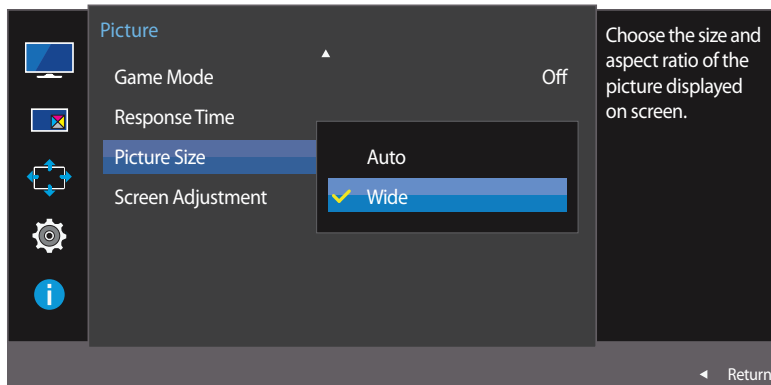 Picture
Game Mode Off
Response Time
Picture Size
Auto
Screen Adjustment
Wide
Choose the size and
aspect ratio of the
picture displayed
on screen.
Return